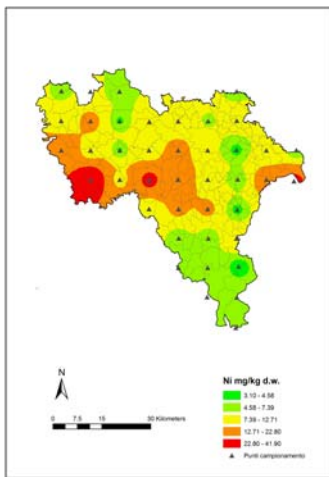 N
0 7.5 15 30 Kilometers
Ni mg/kg d.w.
3.10 - 4.58
4.58 - 7.39
7.39 - 12.71
12.71 - 22.80
22.80 - 41.90
Punti campionamento